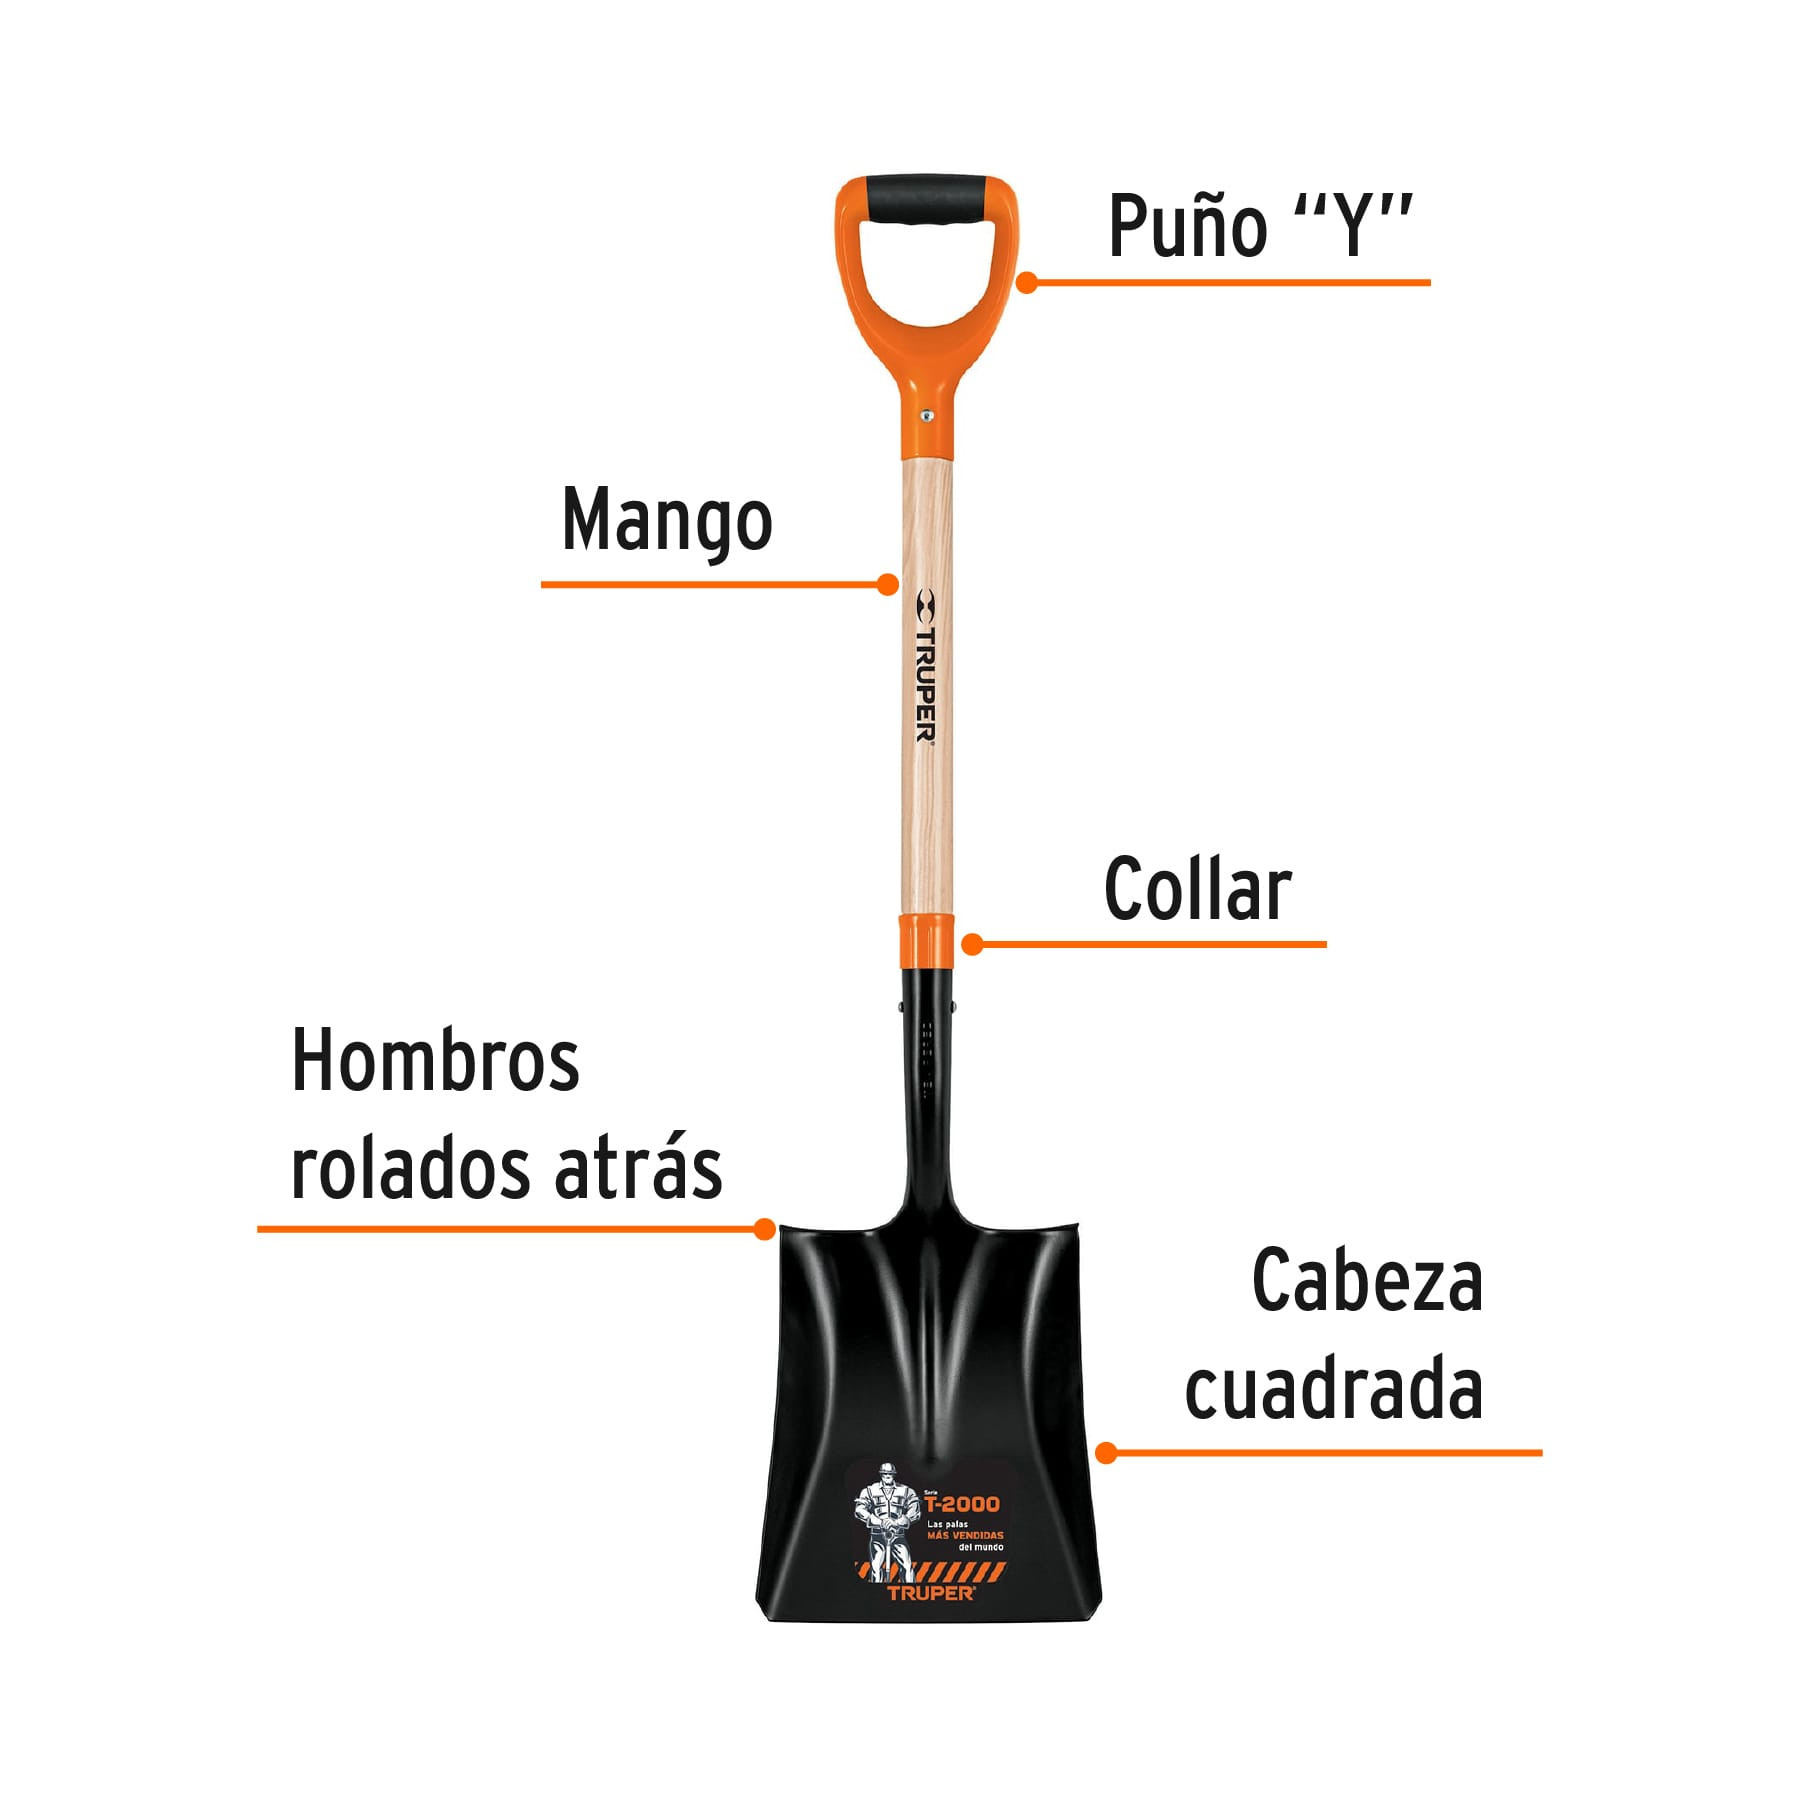 Puño “Y”
Mango
TRUPER®
Collar
Hombros
rolados atrás
Cabeza
cuadrada
Serie
T-2000
Las palas
MÁS VENDIDAS
del mundo
TRUPER®